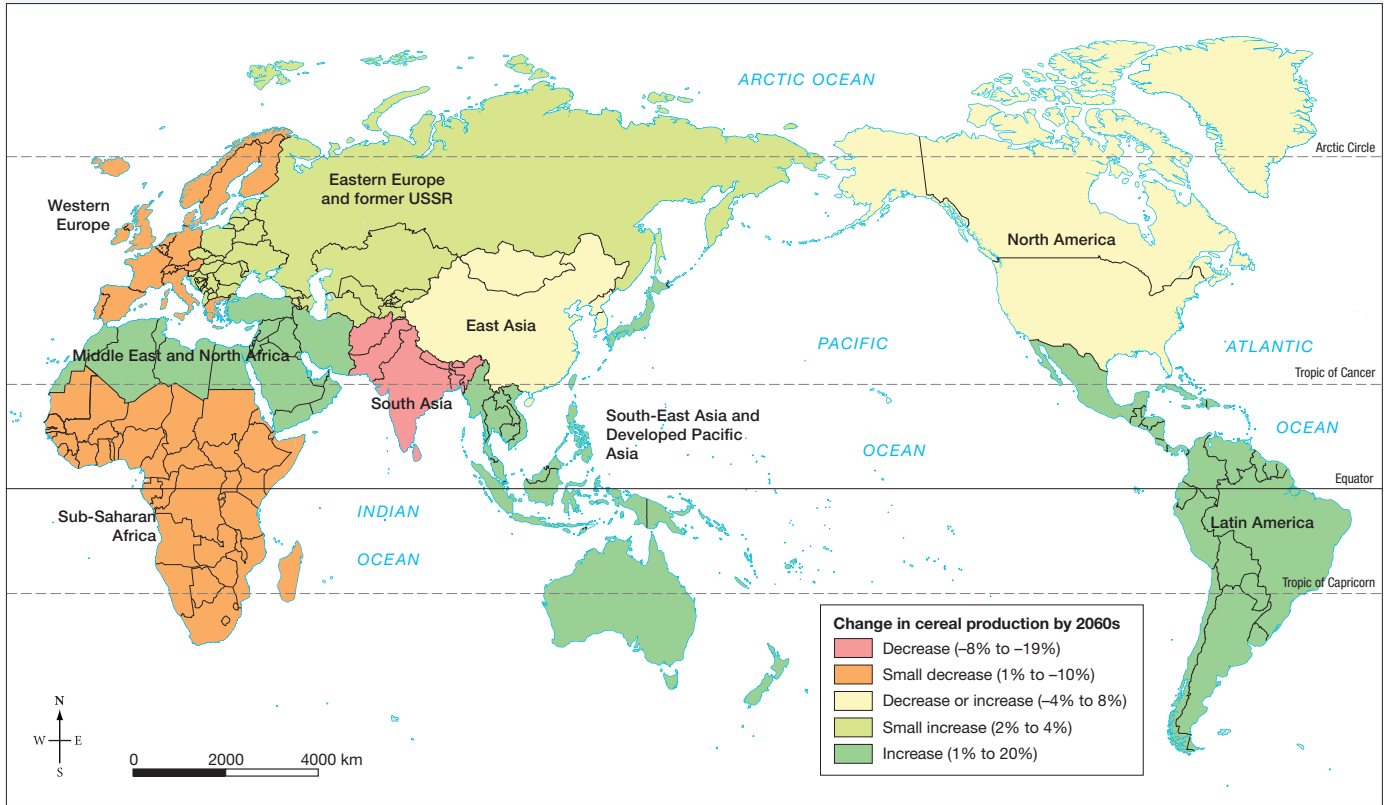 ARCTIC OCEAN
Arctic Circle
Western
Europe
Eastern Europe
and former USSR
North America
East Asia
Middle East and North Africa
PACIFIC
ATLANTIC
Tropic of Cancer
South Asia
South-East Asia and
Developed Pacific
Asia
OCEAN
OCEAN
Equator
Sub-Saharan
Africa
INDIAN
OCEAN
Latin America
Tropic of Capricorn
Change in cereal production by 2060s
Decrease (–8% to –19%)
Small decrease (1% to –10%)
Decrease or increase (–4% to 8%)
Small increase (2% to 4%)
Increase (1% to 20%)
N
W E
S
0 2000 4000 km